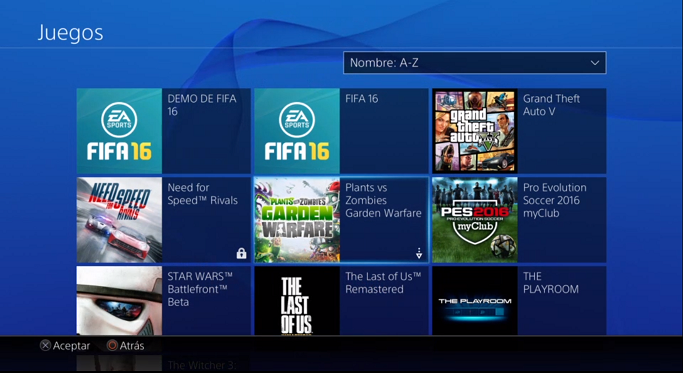 Juegos
Nombre: A-Z
EA
SPORTS
FIFA 16
DEMO DE FIFA
16
EA
SPORTS
FIFA 16
FIFA 16
grand
theft
auto
V
Grand Theft
Auto V
NEED FOR
SPEED
RIVALS
Need for
Speed™ Rivals
PLANTS vs. ZOMBIES
GARDEN
WARFARE
Plants vs
Zombies
Garden Warfare
PES2016
PRO EVOLUTION SOCCER
myClub
Pro Evolution
Soccer 2016
myClub
STAR WARS™
Battlefront™
Beta
THE
LAST
OF US
The Last of Us™
Remastered
THE PLAYROOM
THE
PLAYROOM
Aceptar
Atrás
The Witcher 3: